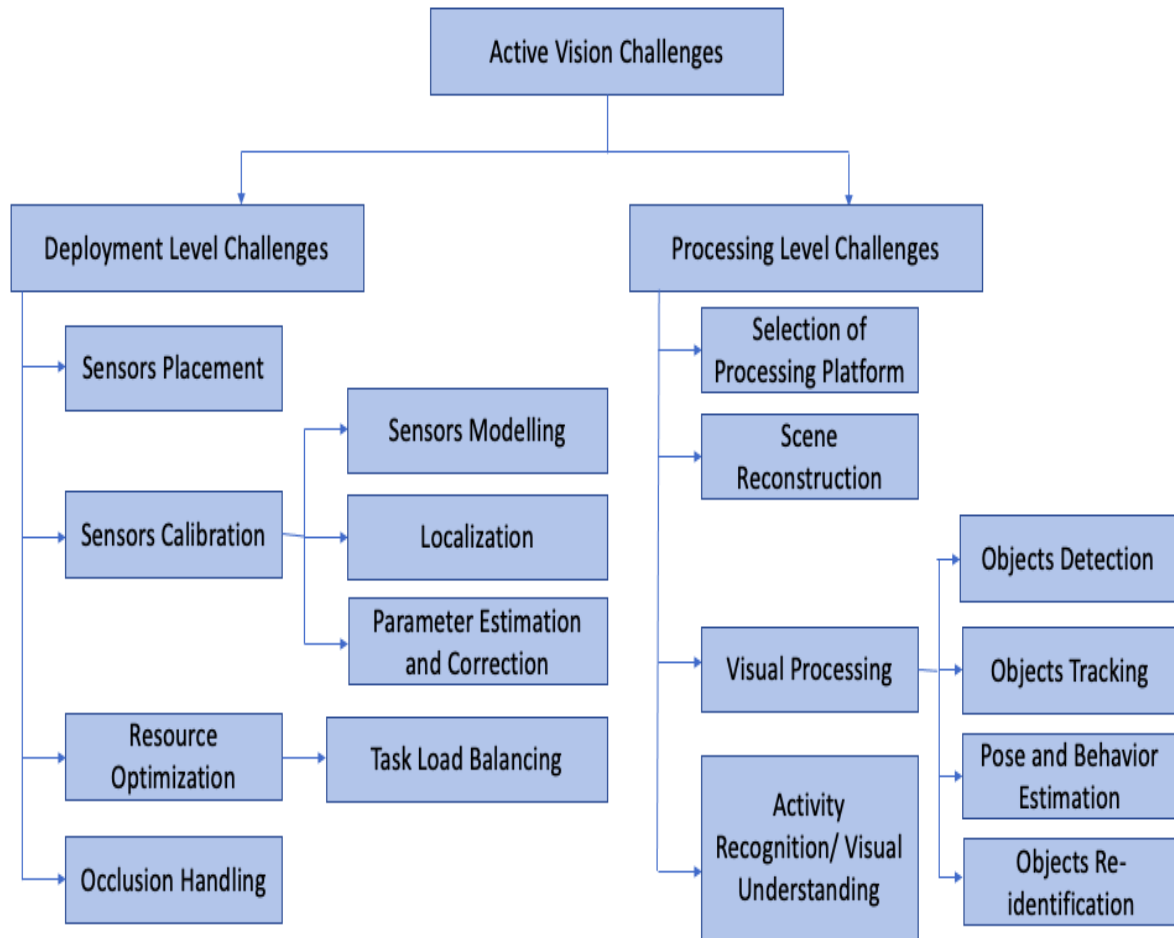 Active Vision Challenges
Deployment Level Challenges
Processing Level Challenges
Sensors Placement
Sensors Calibration
Sensors Modelling
Localization
Parameter Estimation
and Correction
Resource
Optimization
Task Load Balancing
Occlusion Handling
Selection of
Processing Platform
Scene
Reconstruction
Visual Processing
Objects Detection
Objects Tracking
Pose and Behavior
Estimation
Objects Re-
identification
Activity
Recognition/ Visual
Understanding